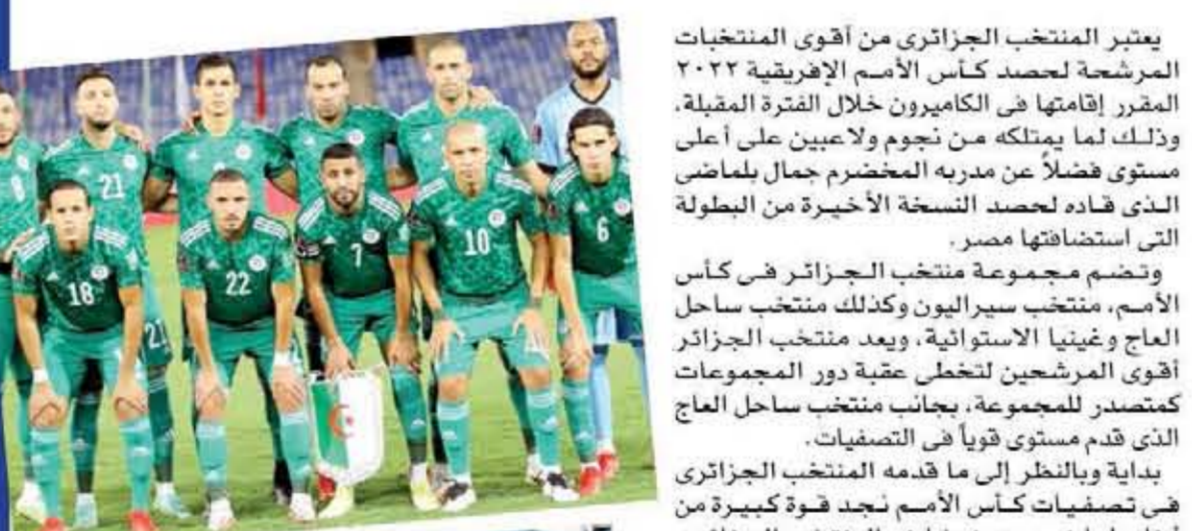 يعتبر المنتخب الجزائرى من أقوى المنتخبات
المرشحة لحصد كأس الأمم الإفريقية ٢٠٢٢
المقرر إقامتها فى الكاميرون خلال الفترة المقبلة،
وذلك لما يمتلكه من نجوم ولاعبين على أعلى
مستوى فضلاً عن مدربه المخضرم جمال بلماضى
الذى قاده لحصد النسخة الأخيرة من البطولة
التى استضافتها مصر.
وتضم مجموعة منتخب الجزائر فى كأس
الأمم، منتخب سيراليون وكذلك منتخب ساحل
العاج وغينيا الاستوائية، ويعد منتخب الجزائر
أقوى المرشحين لتخطى عقبة دور المجموعات
كمتصدر للمجموعة، بجانب منتخب ساحل العاج
الذى قدم مستوى قوياً فى التصفيات.
بداية وبالنظر إلى ما قدمه المنتخب الجزائرى
فى تصفيات كأس الأمم نجد قوة كبيرة من
8
21
18
22
7
10
6
21